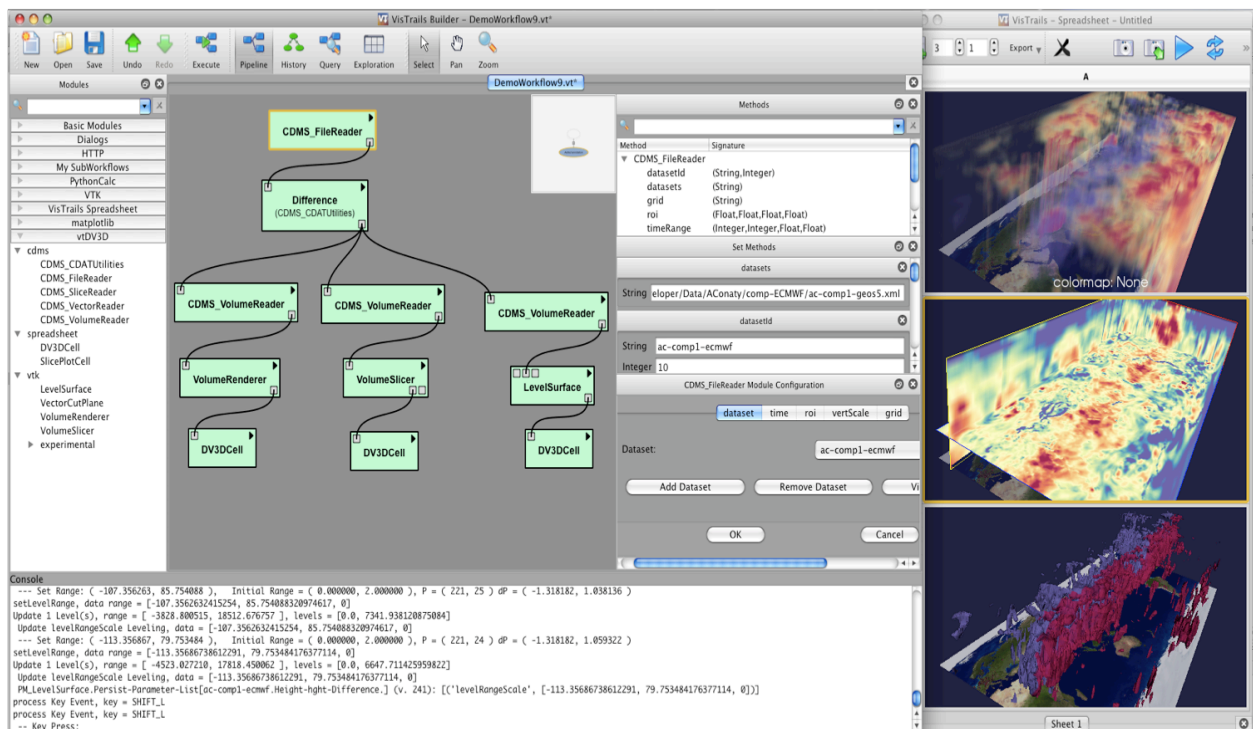 VisTrails Builder - DemoWorkflow9.vt*
New Open Save Undo Redo Execute Pipeline History Query Exploration Select Pan Zoom
DemoWorkflow9.vt*
Modules
Basic Modules
Dialogs
HTTP
My SubWorkflows
PythonCalc
VTK
VisTrails Spreadsheet
matplotlib
vtDV3D
cdms
CDMS_CDATUtilities
CDMS_FileReader
CDMS_SliceReader
CDMS_VectorReader
CDMS_VolumeReader
spreadsheet
DV3DCell
SlicePlotCell
vtk
LevelSurface
VectorCutPlane
VolumeRenderer
VolumeSlicer
experimental
CDMS_FileReader
Difference
(CDMS_CDATUtilities)
CDMS_VolumeReader
CDMS_VolumeReader
CDMS_VolumeReader
VolumeRenderer
VolumeSlicer
LevelSurface
DV3DCell
DV3DCell
DV3DCell
Methods
Method Signature
CDMS_FileReader
datasetId (String,Integer)
datasets (String)
grid (String)
roi (Float,Float,Float,Float)
timeRange (Integer,Integer,Float,Float)
Set Methods
datasets
String eloper/Data/AConaty/comp-ECMWF/ac-comp1-geos5.xml
datasetId
String ac-comp1-ecmwf
Integer 10
CDMS_FileReader Module Configuration
dataset time roi vertScale grid
Dataset: ac-comp1-ecmwf
Add Dataset Remove Dataset Vi
OK Cancel
Console
--- Set Range: ( -107.356263, 85.754088 ), Initial Range = ( 0.000000, 2.000000 ), P = ( 221, 25 ) dP = ( -1.318182, 1.038136 )
setLevelRange, data range = [-107.3562632415254, 85.754088320974617, 0]
Update 1 Level(s), range = [ -3828.800515, 18512.676757 ], levels = [0.0, 7341.938120875084]
Update levelRangeScale Leveling, data = [-107.3562632415254, 85.754088320974617, 0]
--- Set Range: ( -113.356867, 79.753484 ), Initial Range = ( 0.000000, 2.000000 ), P = ( 221, 24 ) dP = ( -1.318182, 1.059322 )
setLevelRange, data range = [-113.35686738612291, 79.753484176377114, 0]
Update 1 Level(s), range = [ -4523.027210, 17818.450062 ], levels = [0.0, 6647.711425959822]
Update levelRangeScale Leveling, data = [-113.35686738612291, 79.753484176377114, 0]
PM_LevelSurface.Persist-Parameter-List[ac-comp1-ecmwf.Height-hght-Difference.] (v. 241): [('levelRangeScale', [-113.35686738612291, 79.753484176377114, 0])]
process Key Event, key = SHIFT_L
process Key Event, key = SHIFT_L
-- Key Press:
VisTrails - Spreadsheet - Untitled
3 1 Export
A
colormap: None
Sheet 1